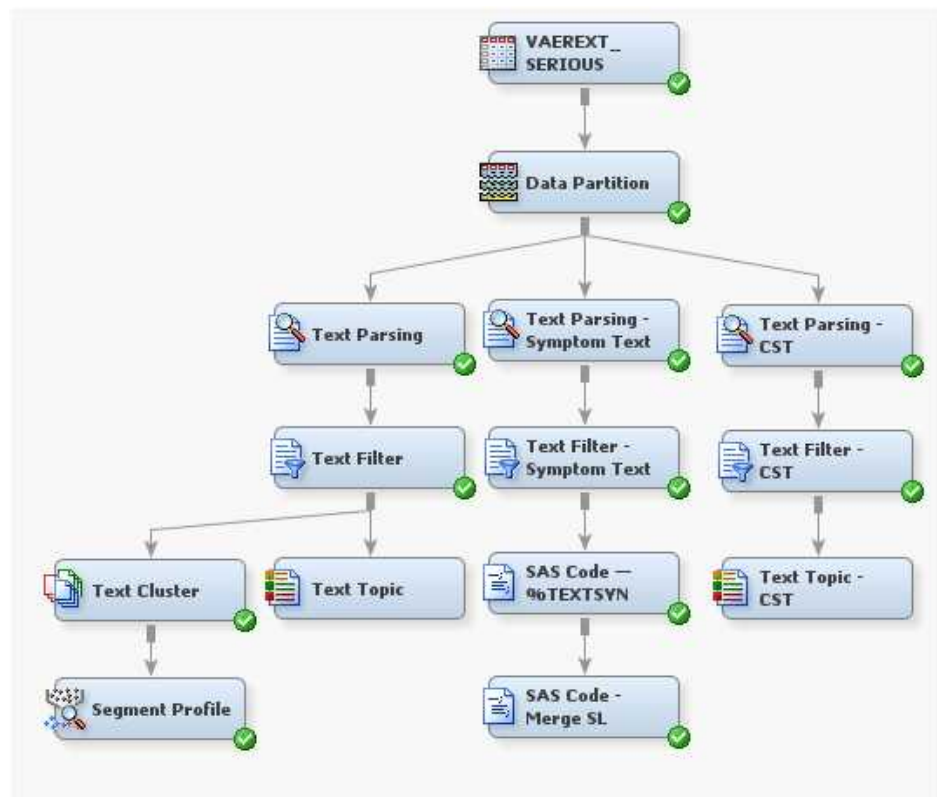 VAEREXT_
SERIOUS
Data Partition
Text Parsing
Text Parsing -
Symptom Text
Text Parsing -
CST
Text Filter
Text Filter -
Symptom Text
Text Filter -
CST
Text Cluster
Text Topic
SAS Code —
%TEXTSYN
Text Topic -
CST
Segment Profile
SAS Code -
Merge SL